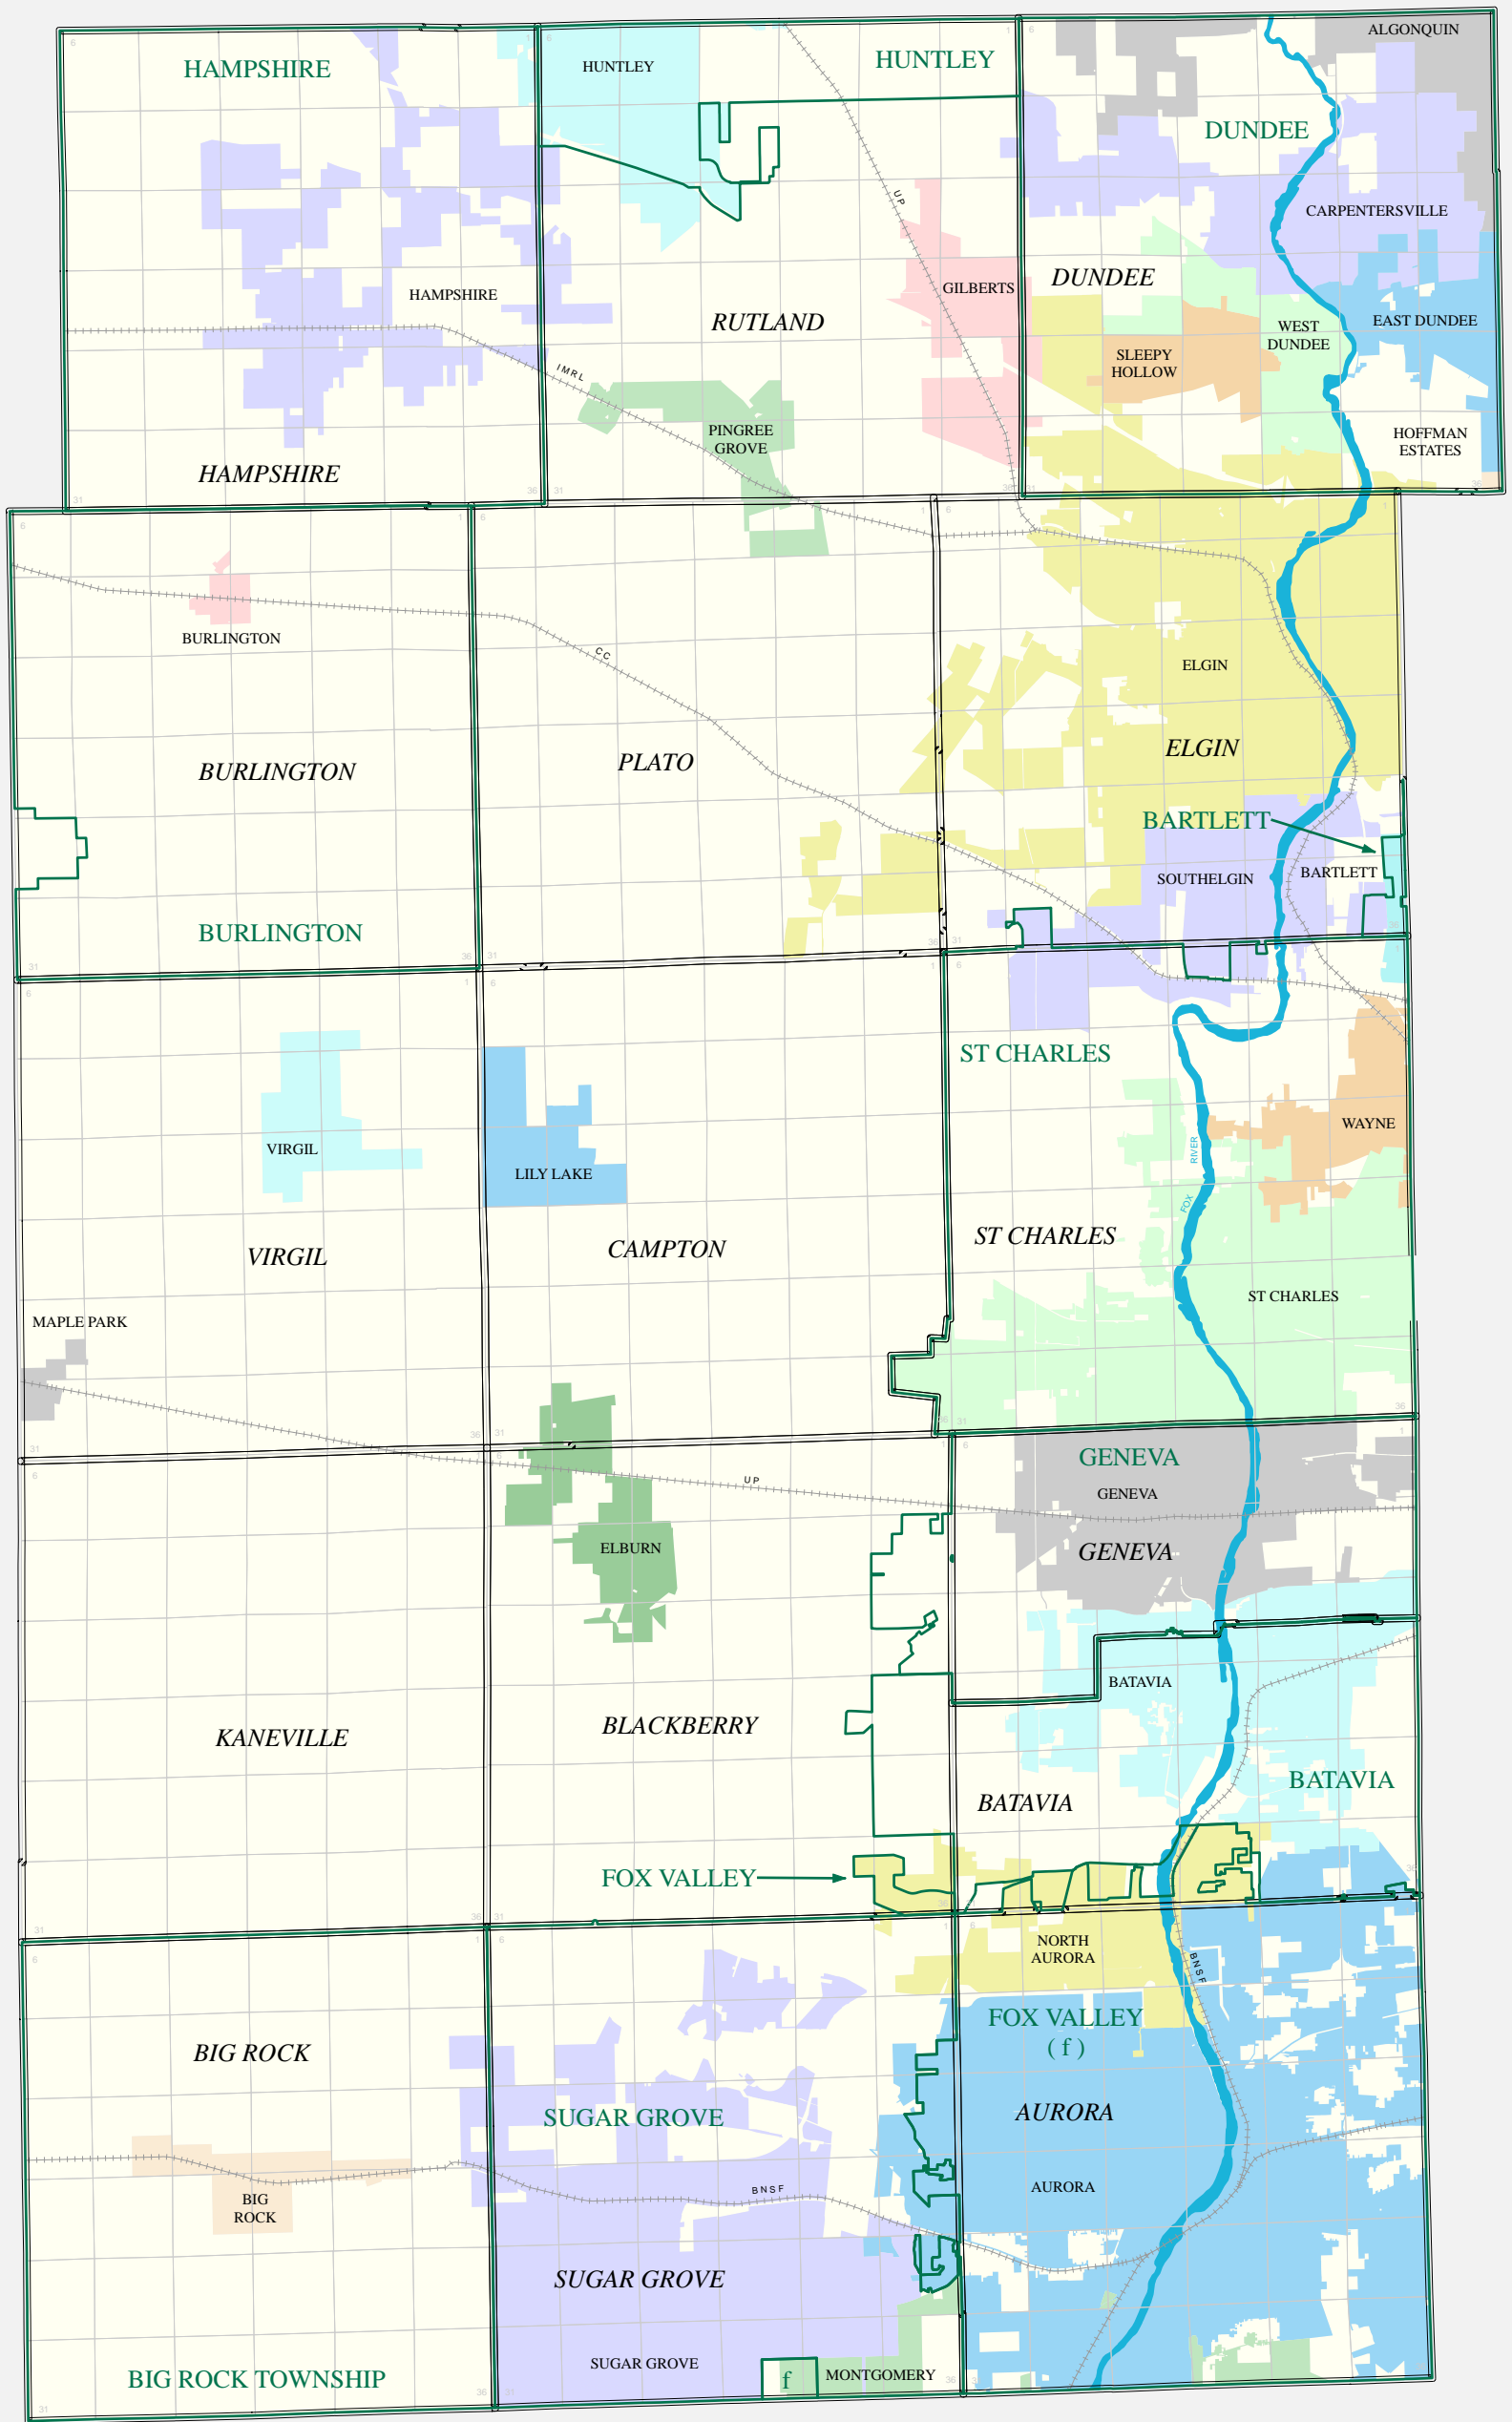 ALGONQUIN
HAMPSHIRE
HUNTLEY
HUNTLEY
DUNDEE
UP
CARPENTERSVILLE
DUNDEE
HAMPSHIRE
GILBERTS
RUTLAND
EAST DUNDEE
WEST
DUNDEE
SLEEPY
HOLLOW
IMRL
PINGREE
GROVE
HOFFMAN
ESTATES
HAMPSHIRE
BURLINGTON
CC
ELGIN
BURLINGTON
PLATO
ELGIN
BARTLETT
SOUTHELGIN
BARTLETT
BURLINGTON
ST CHARLES
WAYNE
VIRGIL
LILY LAKE
RIVER
FOX
VIRGIL
CAMPTON
ST CHARLES
ST CHARLES
MAPLE PARK
GENEVA
UP
GENEVA
ELBURN
GENEVA
BATAVIA
KANEVILLE
BLACKBERRY
BATAVIA
BATAVIA
FOX VALLEY
NORTH
AURORA
BNSF
FOX VALLEY
( f )
BIG ROCK
SUGAR GROVE
AURORA
BNSF
AURORA
BIG
ROCK
SUGAR GROVE
SUGAR GROVE
BIG ROCK TOWNSHIP
f
MONTGOMERY